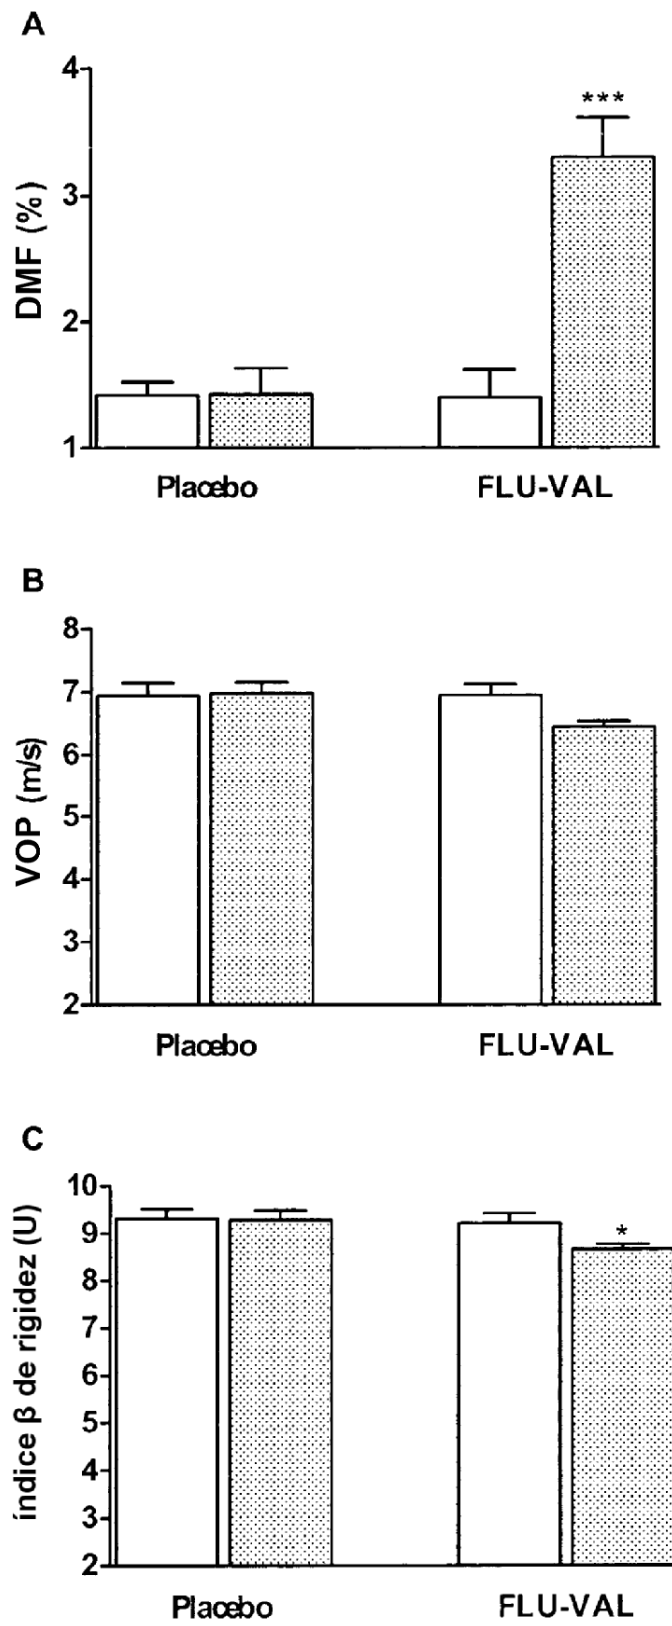 A
DMF (%)
4
3
2
1
***
Placebo FLU-VAL
B
VOP (m/s)
8
7
6
5
4
3
2
Placebo FLU-VAL
C
índice β de rigidez (U)
10
9
8
7
6
5
4
3
2
*
Placebo FLU-VAL